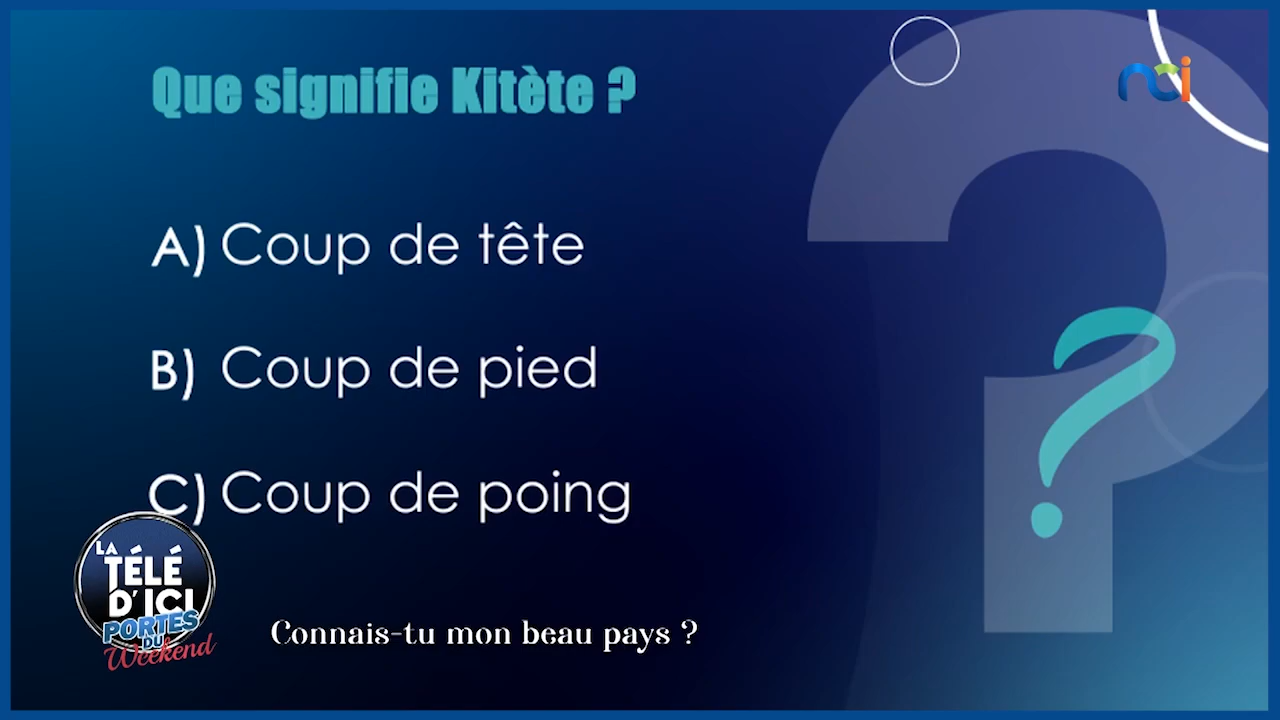 Que signifie Kitète ?
nci
A) Coup de tête
B) Coup de pied
C) Coup de poing
LA
TÉLÉ
D'ICI
PORTES
DU
Weekend
Connais-tu mon beau pays ?